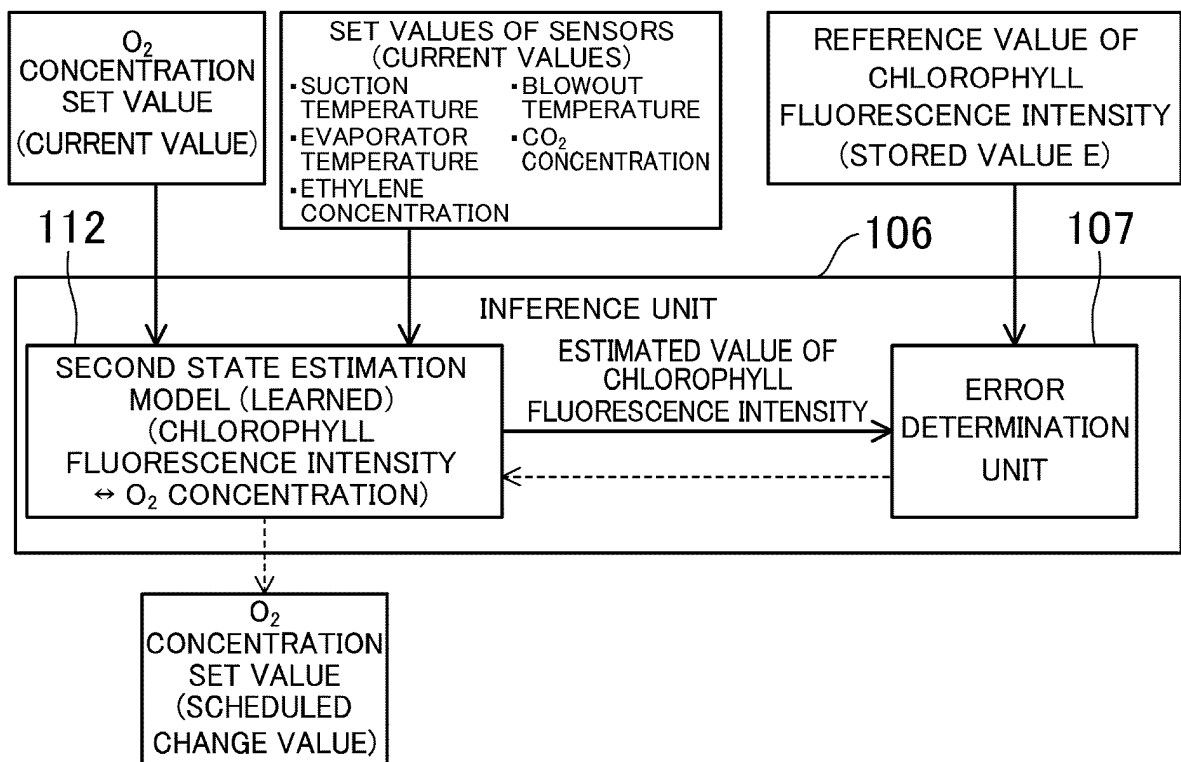 O₂
CONCENTRATION
SET VALUE
(CURRENT VALUE)
SET VALUES OF SENSORS
(CURRENT VALUES)
・SUCTION
TEMPERATURE
・EVAPORATOR
TEMPERATURE
・ETHYLENE
CONCENTRATION
・BLOWOUT
TEMPERATURE
・CO₂
CONCENTRATION
REFERENCE VALUE OF
CHLOROPHYLL
FLUORESCENCE INTENSITY
(STORED VALUE E)
112
106
107
INFERENCE UNIT
SECOND STATE ESTIMATION
MODEL (LEARNED)
(CHLOROPHYLL
FLUORESCENCE INTENSITY
↔ O₂ CONCENTRATION)
ESTIMATED VALUE OF
CHLOROPHYLL
FLUORESCENCE INTENSITY
ERROR
DETERMINATION
UNIT
O₂
CONCENTRATION
SET VALUE
(SCHEDULED
CHANGE VALUE)